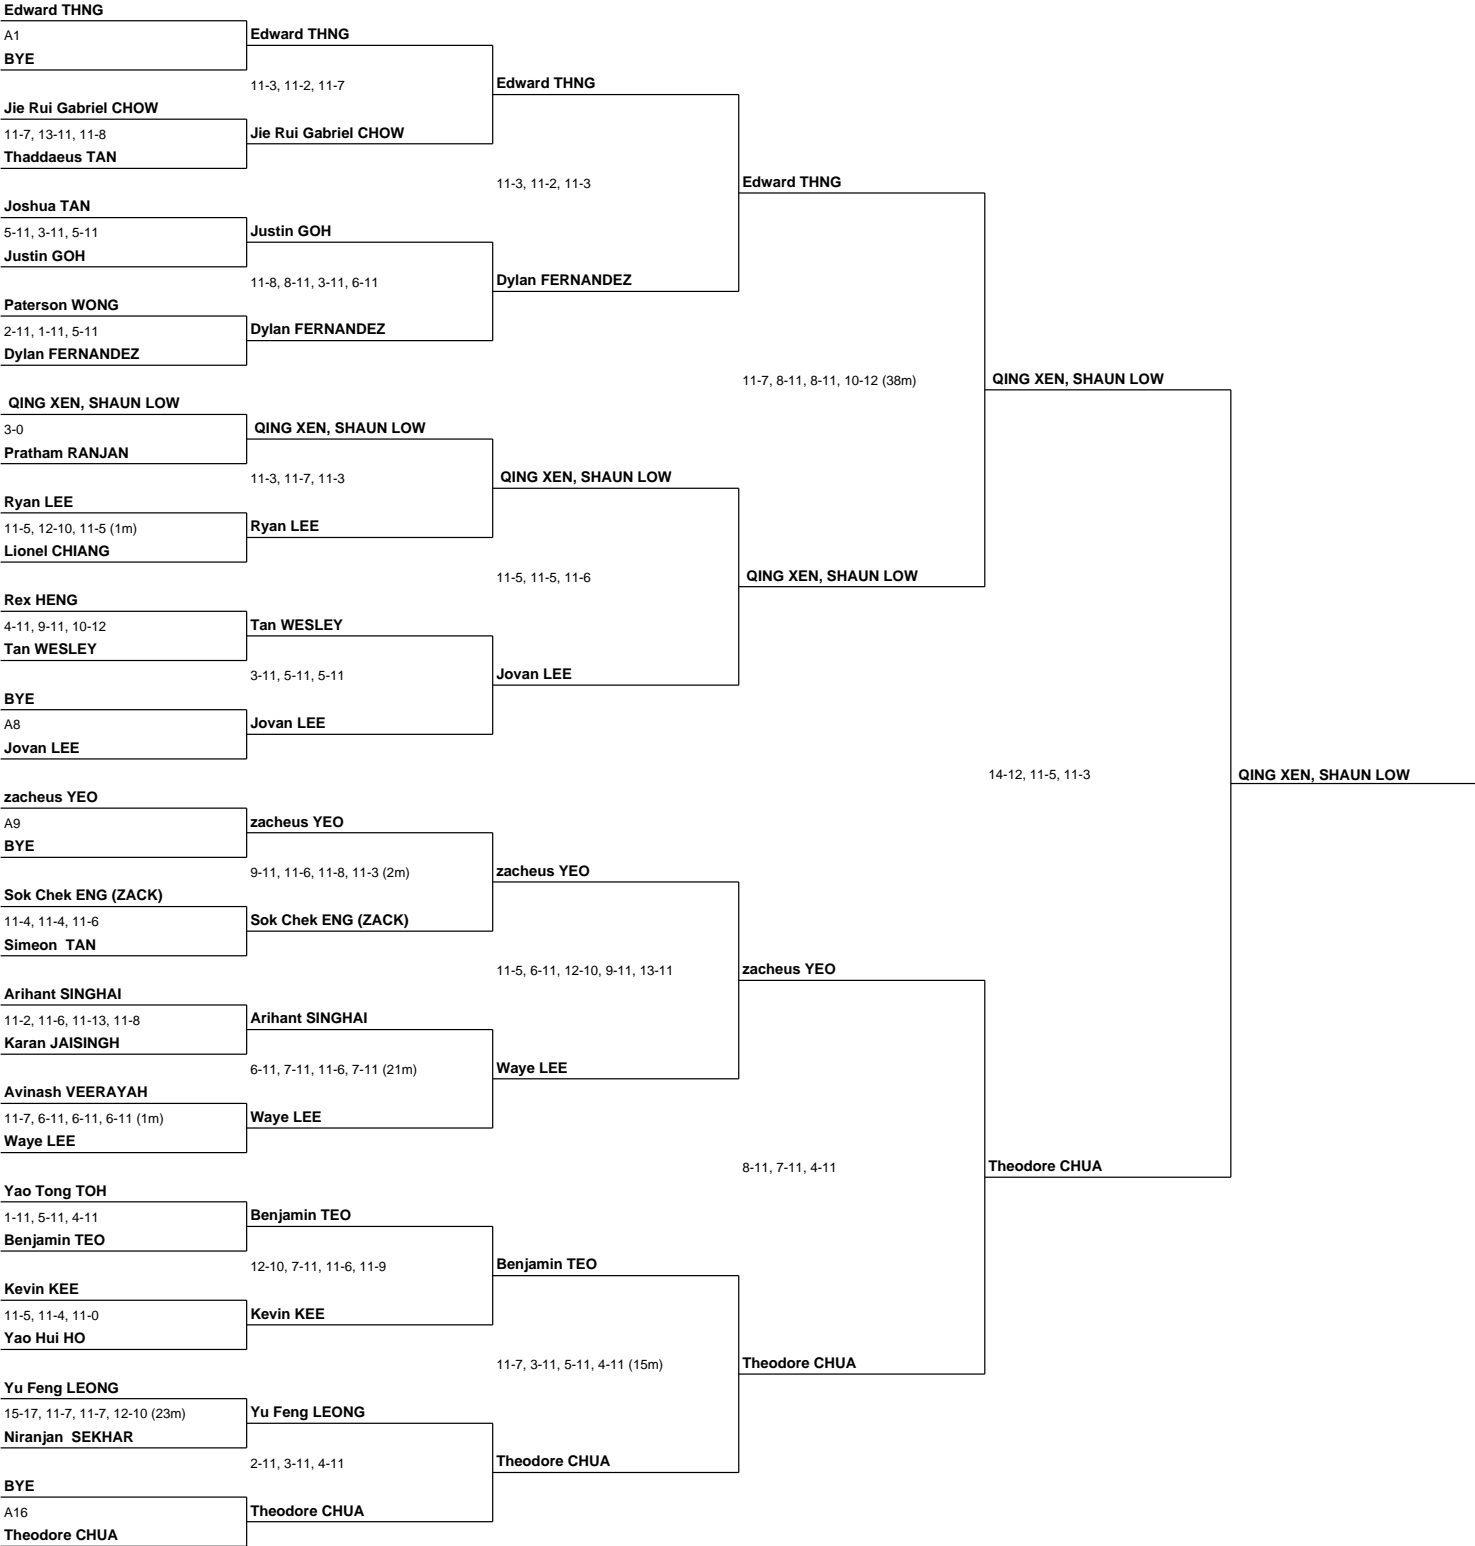 Edward THNG
A1
BYE
Jie Rui Gabriel CHOW
11-7, 13-11, 11-8
Thaddaeus TAN
Joshua TAN
5-11, 3-11, 5-11
Justin GOH
Paterson WONG
2-11, 1-11, 5-11
Dylan FERNANDEZ
QING XEN, SHAUN LOW
3-0
Pratham RANJAN
Ryan LEE
11-5, 12-10, 11-5 (1m)
Lionel CHIANG
Rex HENG
4-11, 9-11, 10-12
Tan WESLEY
BYE
A8
Jovan LEE
zacheus YEO
A9
BYE
Sok Chek ENG (ZACK)
11-4, 11-4, 11-6
Simeon TAN
Arihant SINGHAI
11-2, 11-6, 11-13, 11-8
Karan JAISINGH
Avinash VEERAYAH
11-7, 6-11, 6-11, 6-11 (1m)
Waye LEE
Yao Tong TOH
1-11, 5-11, 4-11
Benjamin TEO
Kevin KEE
11-5, 11-4, 11-0
Yao Hui HO
Yu Feng LEONG
15-17, 11-7, 11-7, 12-10 (23m)
Niranjan SEKHAR
BYE
A16
Theodore CHUA
Edward THNG
11-3, 11-2, 11-7
Jie Rui Gabriel CHOW
Justin GOH
11-8, 8-11, 3-11, 6-11
Dylan FERNANDEZ
QING XEN, SHAUN LOW
11-3, 11-7, 11-3
Ryan LEE
Tan WESLEY
3-11, 5-11, 5-11
Jovan LEE
zacheus YEO
9-11, 11-6, 11-8, 11-3 (2m)
Sok Chek ENG (ZACK)
Arihant SINGHAI
6-11, 7-11, 11-6, 7-11 (21m)
Waye LEE
Benjamin TEO
12-10, 7-11, 11-6, 11-9
Kevin KEE
Yu Feng LEONG
2-11, 3-11, 4-11
Theodore CHUA
Edward THNG
11-3, 11-2, 11-3
Dylan FERNANDEZ
QING XEN, SHAUN LOW
11-5, 11-5, 11-6
Jovan LEE
zacheus YEO
11-5, 6-11, 12-10, 9-11, 13-11
Waye LEE
Benjamin TEO
11-7, 3-11, 5-11, 4-11 (15m)
Theodore CHUA
Edward THNG
11-7, 8-11, 8-11, 10-12 (38m)
QING XEN, SHAUN LOW
zacheus YEO
8-11, 7-11, 4-11
Theodore CHUA
QING XEN, SHAUN LOW
14-12, 11-5, 11-3
Theodore CHUA
QING XEN, SHAUN LOW